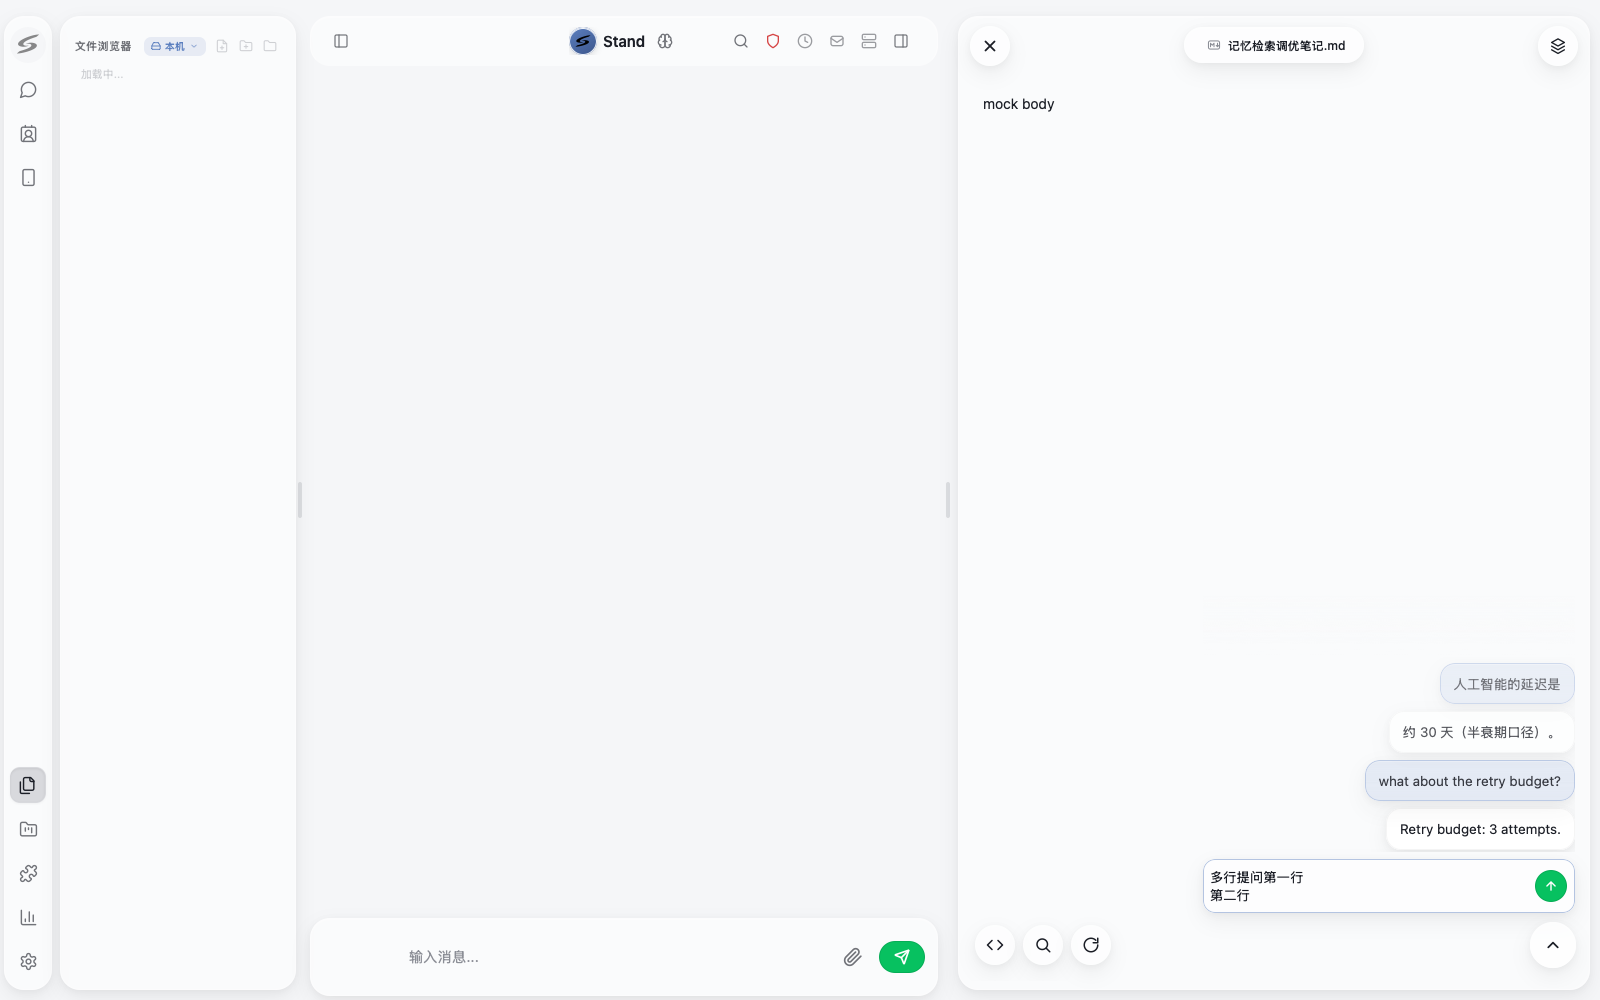 文件浏览器
本机
加载中...
Stand
输入消息...
记忆检索调优笔记.md
mock body
人工智能的延迟是
约 30 天（半衰期口径）。
what about the retry budget?
Retry budget: 3 attempts.
多行提问第一行
第二行